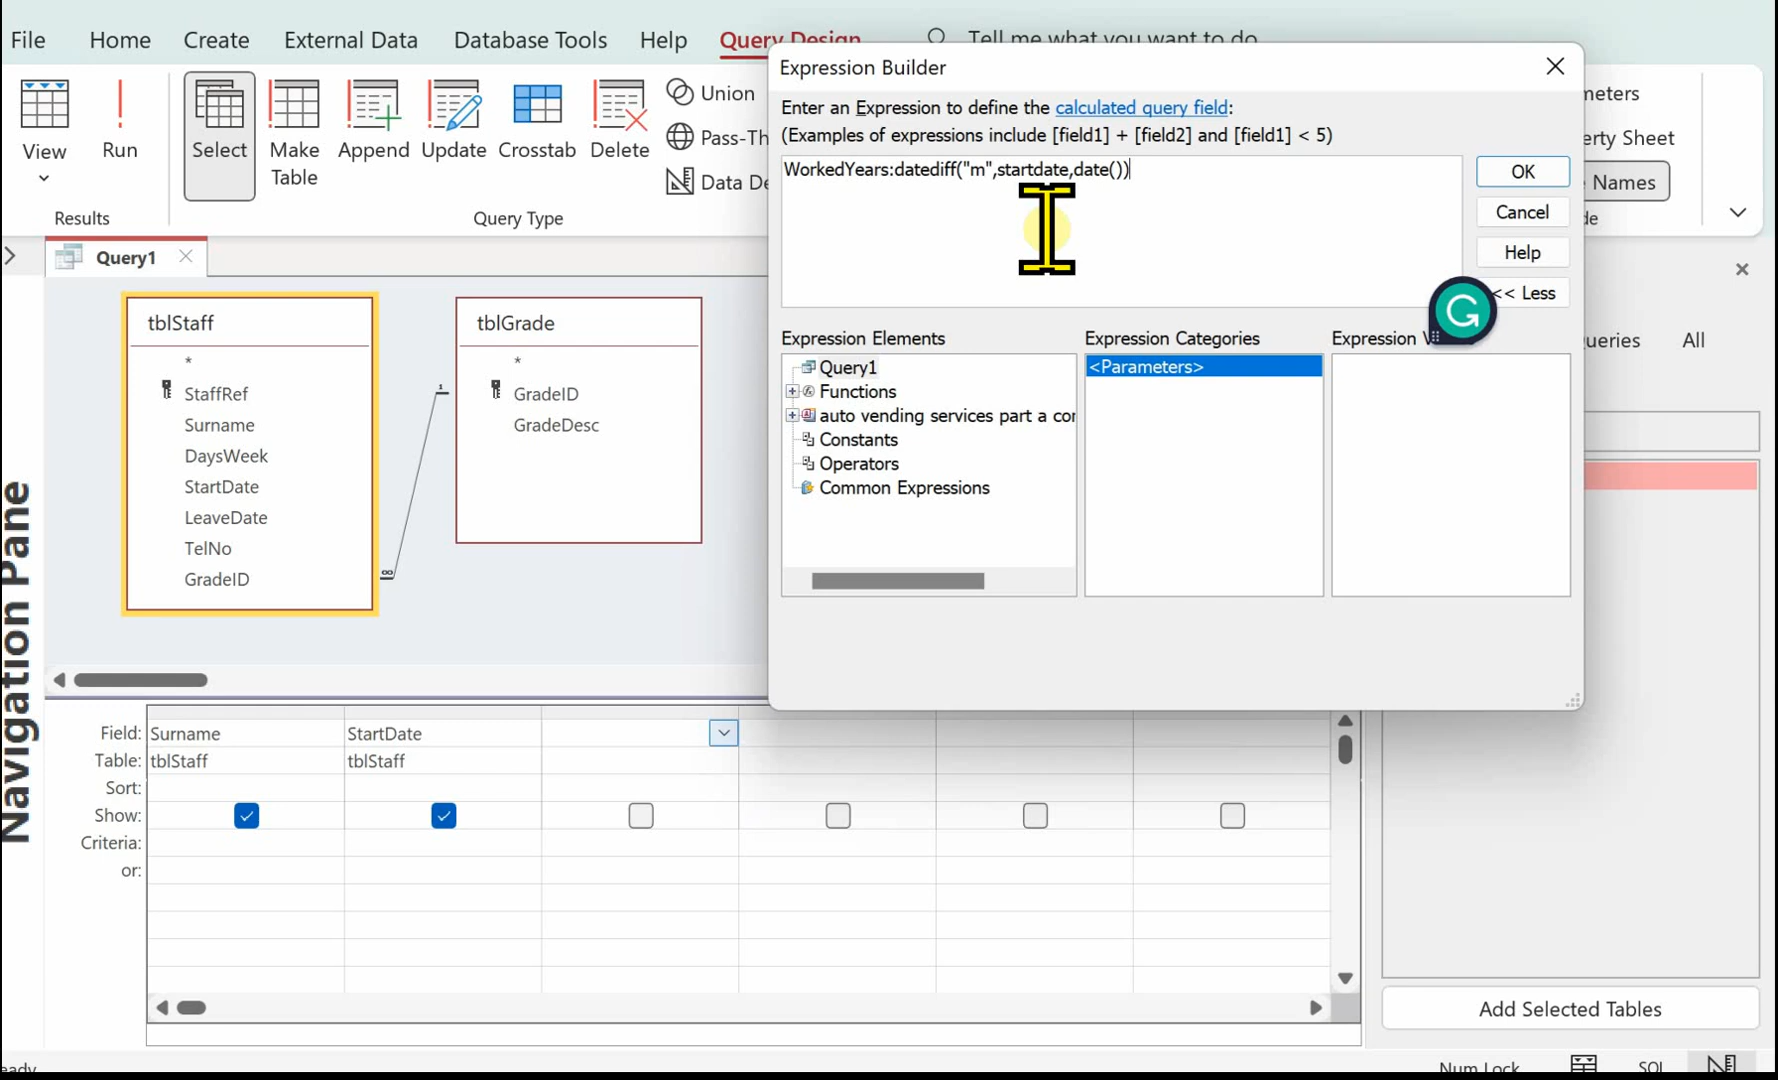 File Home Create External Data Database Tools Help Query Design Tell me what you want to do
Expression Builder
Enter an Expression to define the calculated query field:
(Examples of expressions include [field1] + [field2] and [field1] < 5)
WorkedYears:datediff("m",startdate,date())
OK
Cancel
Help
<< Less
View
Run
Select
Make
Table
Append
Update
Crosstab
Delete
Union
Pass-Th
Data De
Results
Query Type
meters
erty Sheet
Names
de
Query1
tblStaff
*
StaffRef
Surname
DaysWeek
StartDate
LeaveDate
TelNo
GradeID
1
∞
tblGrade
*
GradeID
GradeDesc
Expression Elements
Query1
Functions
auto vending services part a cor
Constants
Operators
Common Expressions
Expression Categories
<Parameters>
Expression V
ueries All
Navigation Pane
Field: Surname StartDate
Table: tblStaff tblStaff
Sort:
Show:
Criteria:
or:
Add Selected Tables
eady
Num Lock SQL